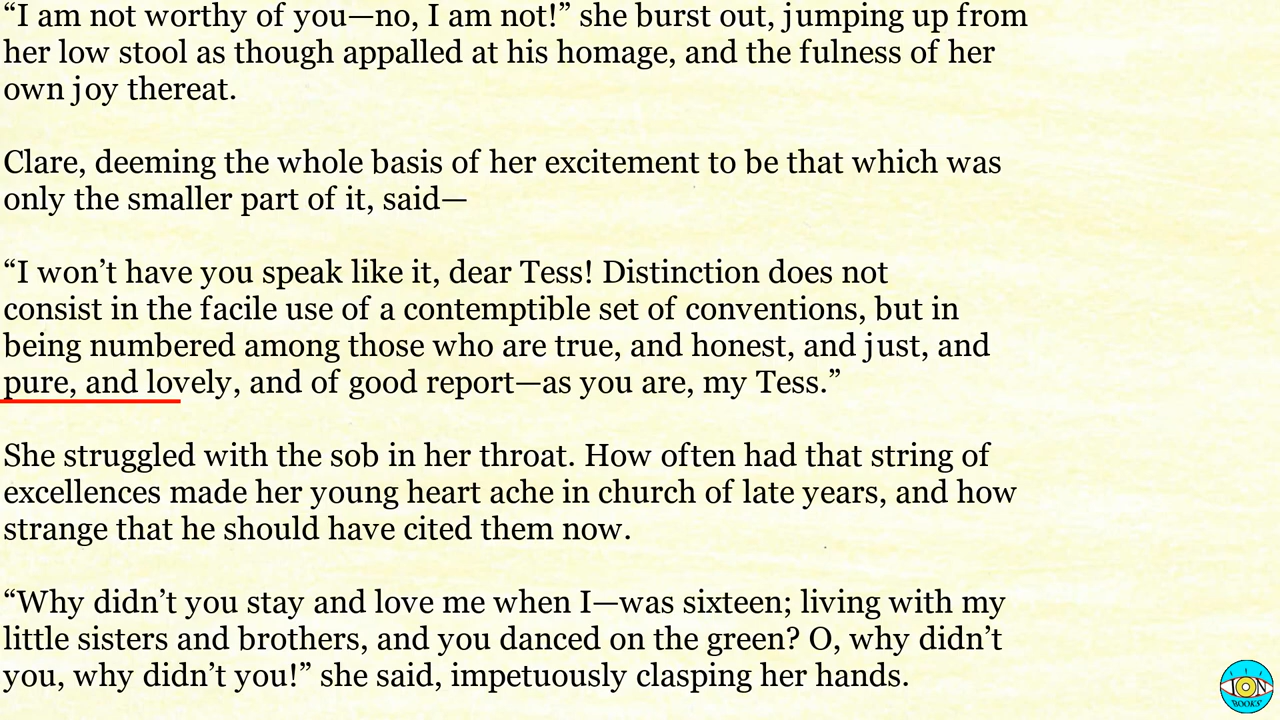 “I am not worthy of you—no, I am not!” she burst out, jumping up from
her low stool as though appalled at his homage, and the fulness of her
own joy thereat.
Clare, deeming the whole basis of her excitement to be that which was
only the smaller part of it, said—
“I won’t have you speak like it, dear Tess! Distinction does not
consist in the facile use of a contemptible set of conventions, but in
being numbered among those who are true, and honest, and just, and
pure, and lovely, and of good report—as you are, my Tess.”
She struggled with the sob in her throat. How often had that string of
excellences made her young heart ache in church of late years, and how
strange that he should have cited them now.
“Why didn’t you stay and love me when I—was sixteen; living with my
little sisters and brothers, and you danced on the green? O, why didn’t
you, why didn’t you!” she said, impetuously clasping her hands.
ION
BOOKS